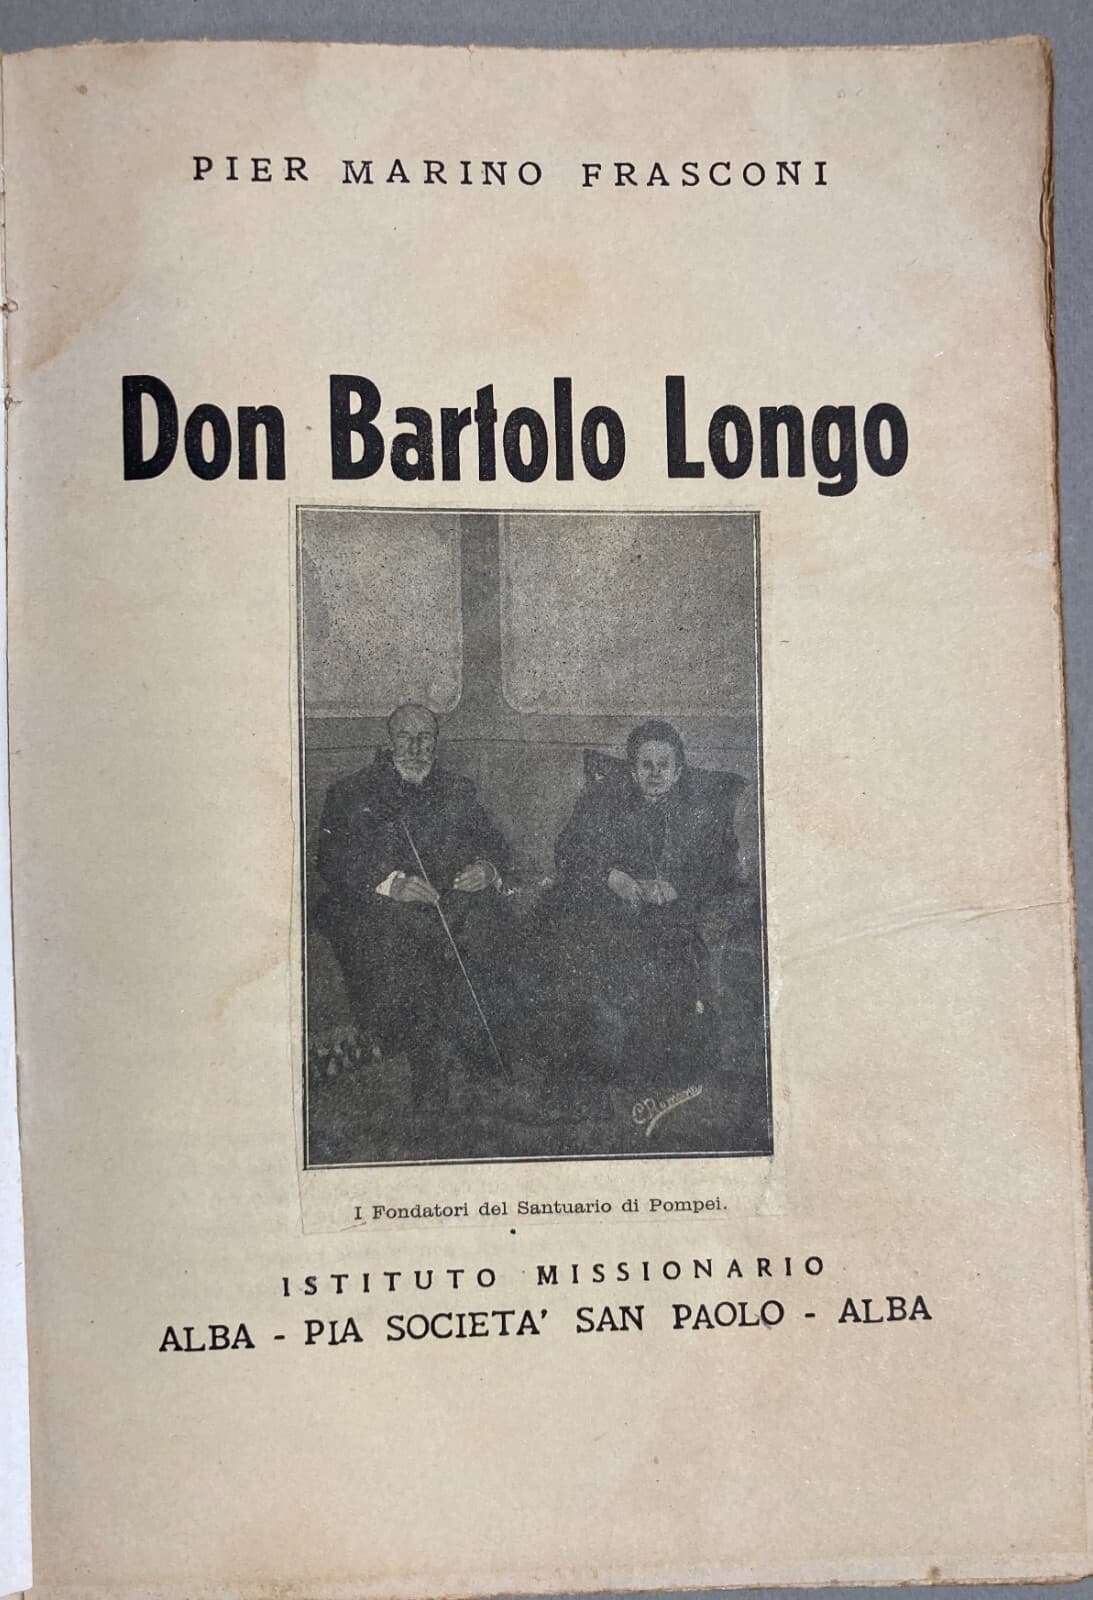 PIER MARINO FRASCONI
Don Bartolo Longo
C. Romano
I Fondatori del Santuario di Pompei.
ISTITUTO MISSIONARIO
ALBA - PIA SOCIETA' SAN PAOLO - ALBA